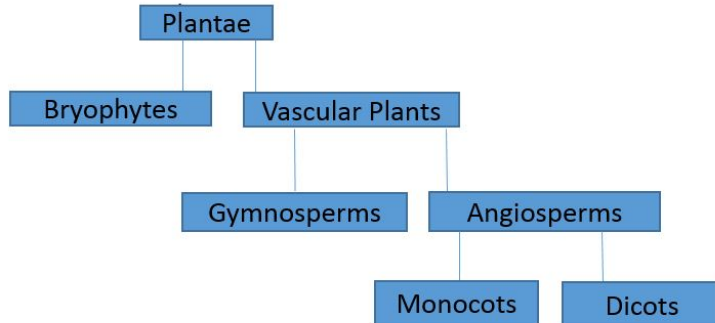 Plantae
Bryophytes
Vascular Plants
Gymnosperms
Angiosperms
Monocots
Dicots